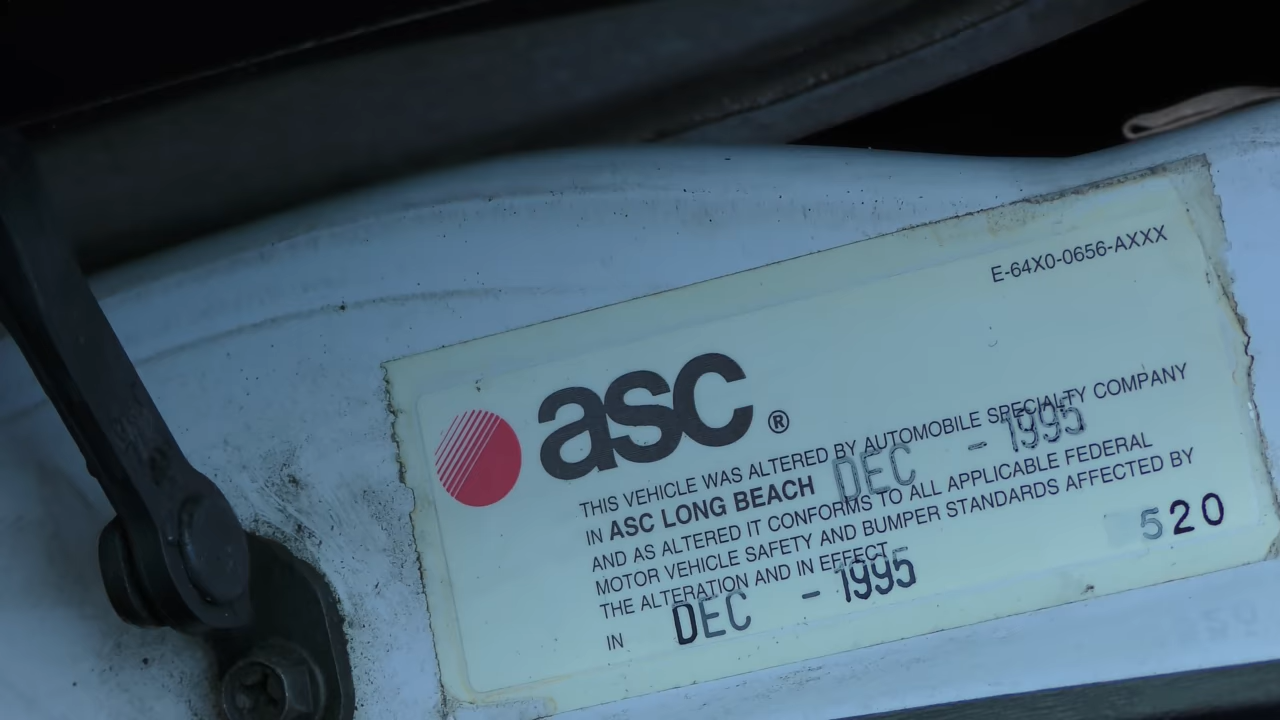 E-64X0-0656-AXXX
asc ®
THIS VEHICLE WAS ALTERED BY AUTOMOBILE SPECIALTY COMPANY
IN ASC LONG BEACH DEC - 1995
AND AS ALTERED IT CONFORMS TO ALL APPLICABLE FEDERAL
MOTOR VEHICLE SAFETY AND BUMPER STANDARDS AFFECTED BY
THE ALTERATION AND IN EFFECT
IN DEC - 1995
520